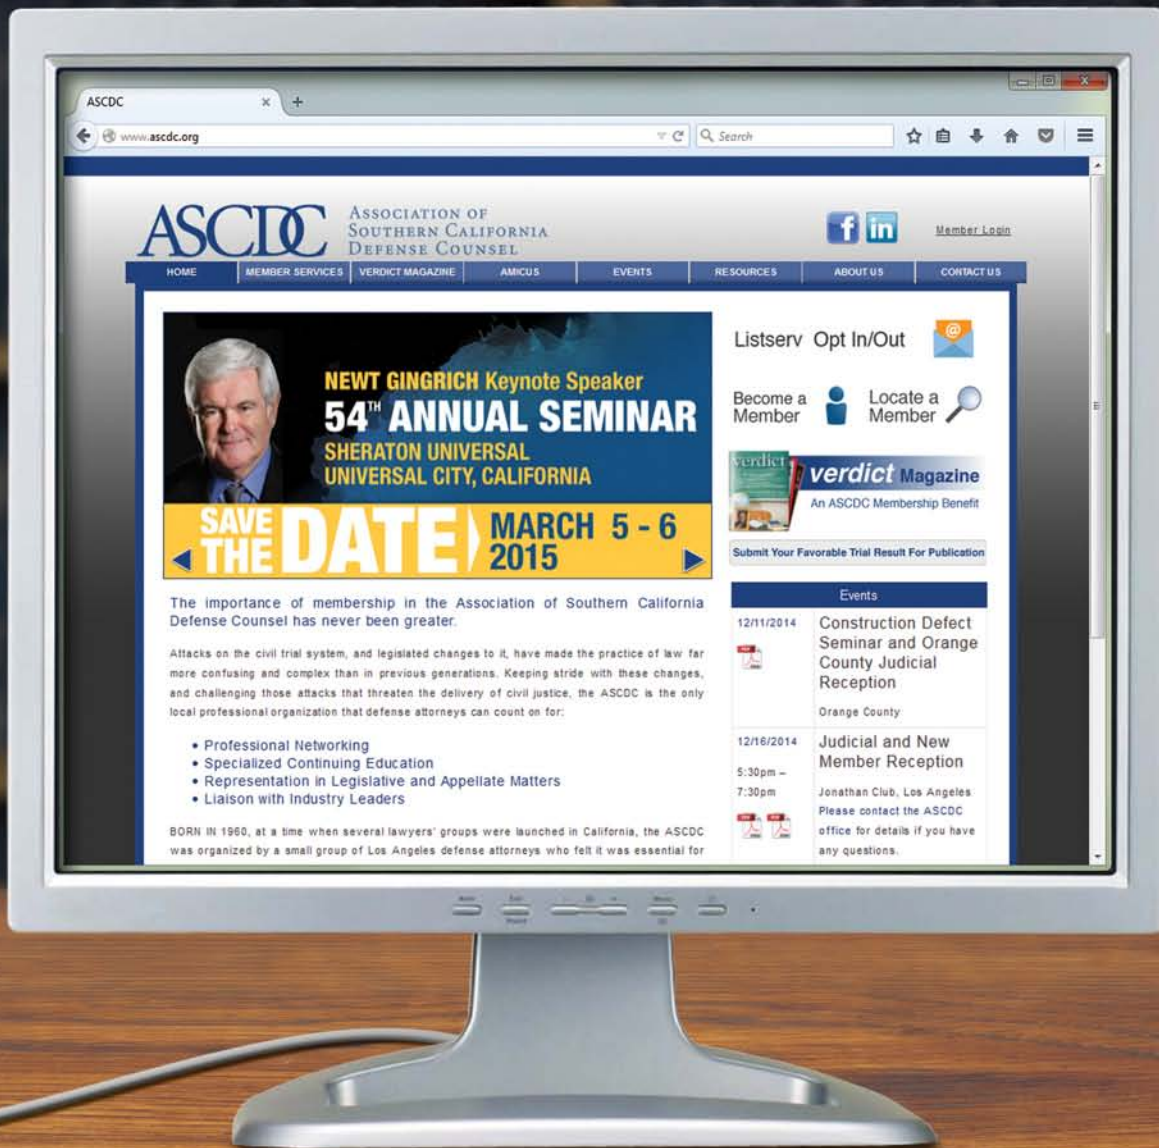 ASCDC
www.ascdc.org
Search
ASCDC
ASSOCIATION OF
SOUTHERN CALIFORNIA
DEFENSE COUNSEL
Member Login
HOME
MEMBER SERVICES
VERDICT MAGAZINE
AMICUS
EVENTS
RESOURCES
ABOUT US
CONTACT US
NEWT GINGRICH Keynote Speaker
54TH ANNUAL SEMINAR
SHERATON UNIVERSAL
UNIVERSAL CITY, CALIFORNIA
SAVE
THE
DATE
MARCH 5 - 6
2015
Listserv Opt In/Out
Become a
Member
Locate a
Member
verdict
verdict Magazine
An ASCDC Membership Benefit
Submit Your Favorable Trial Result For Publication
The importance of membership in the Association of Southern California
Defense Counsel has never been greater.
Attacks on the civil trial system, and legislated changes to it, have made the practice of law far
more confusing and complex than in previous generations. Keeping stride with these changes,
and challenging those attacks that threaten the delivery of civil justice, the ASCDC is the only
local professional organization that defense attorneys can count on for:
• Professional Networking
• Specialized Continuing Education
• Representation in Legislative and Appellate Matters
• Liaison with Industry Leaders
BORN IN 1960, at a time when several lawyers' groups were launched in California, the ASCDC
was organized by a small group of Los Angeles defense attorneys who felt it was essential for
Events
12/11/2014
Construction Defect
Seminar and Orange
County Judicial
Reception
Orange County
12/16/2014
5:30pm –
7:30pm
Judicial and New
Member Reception
Jonathan Club, Los Angeles
Please contact the ASCDC
office for details if you have
any questions.